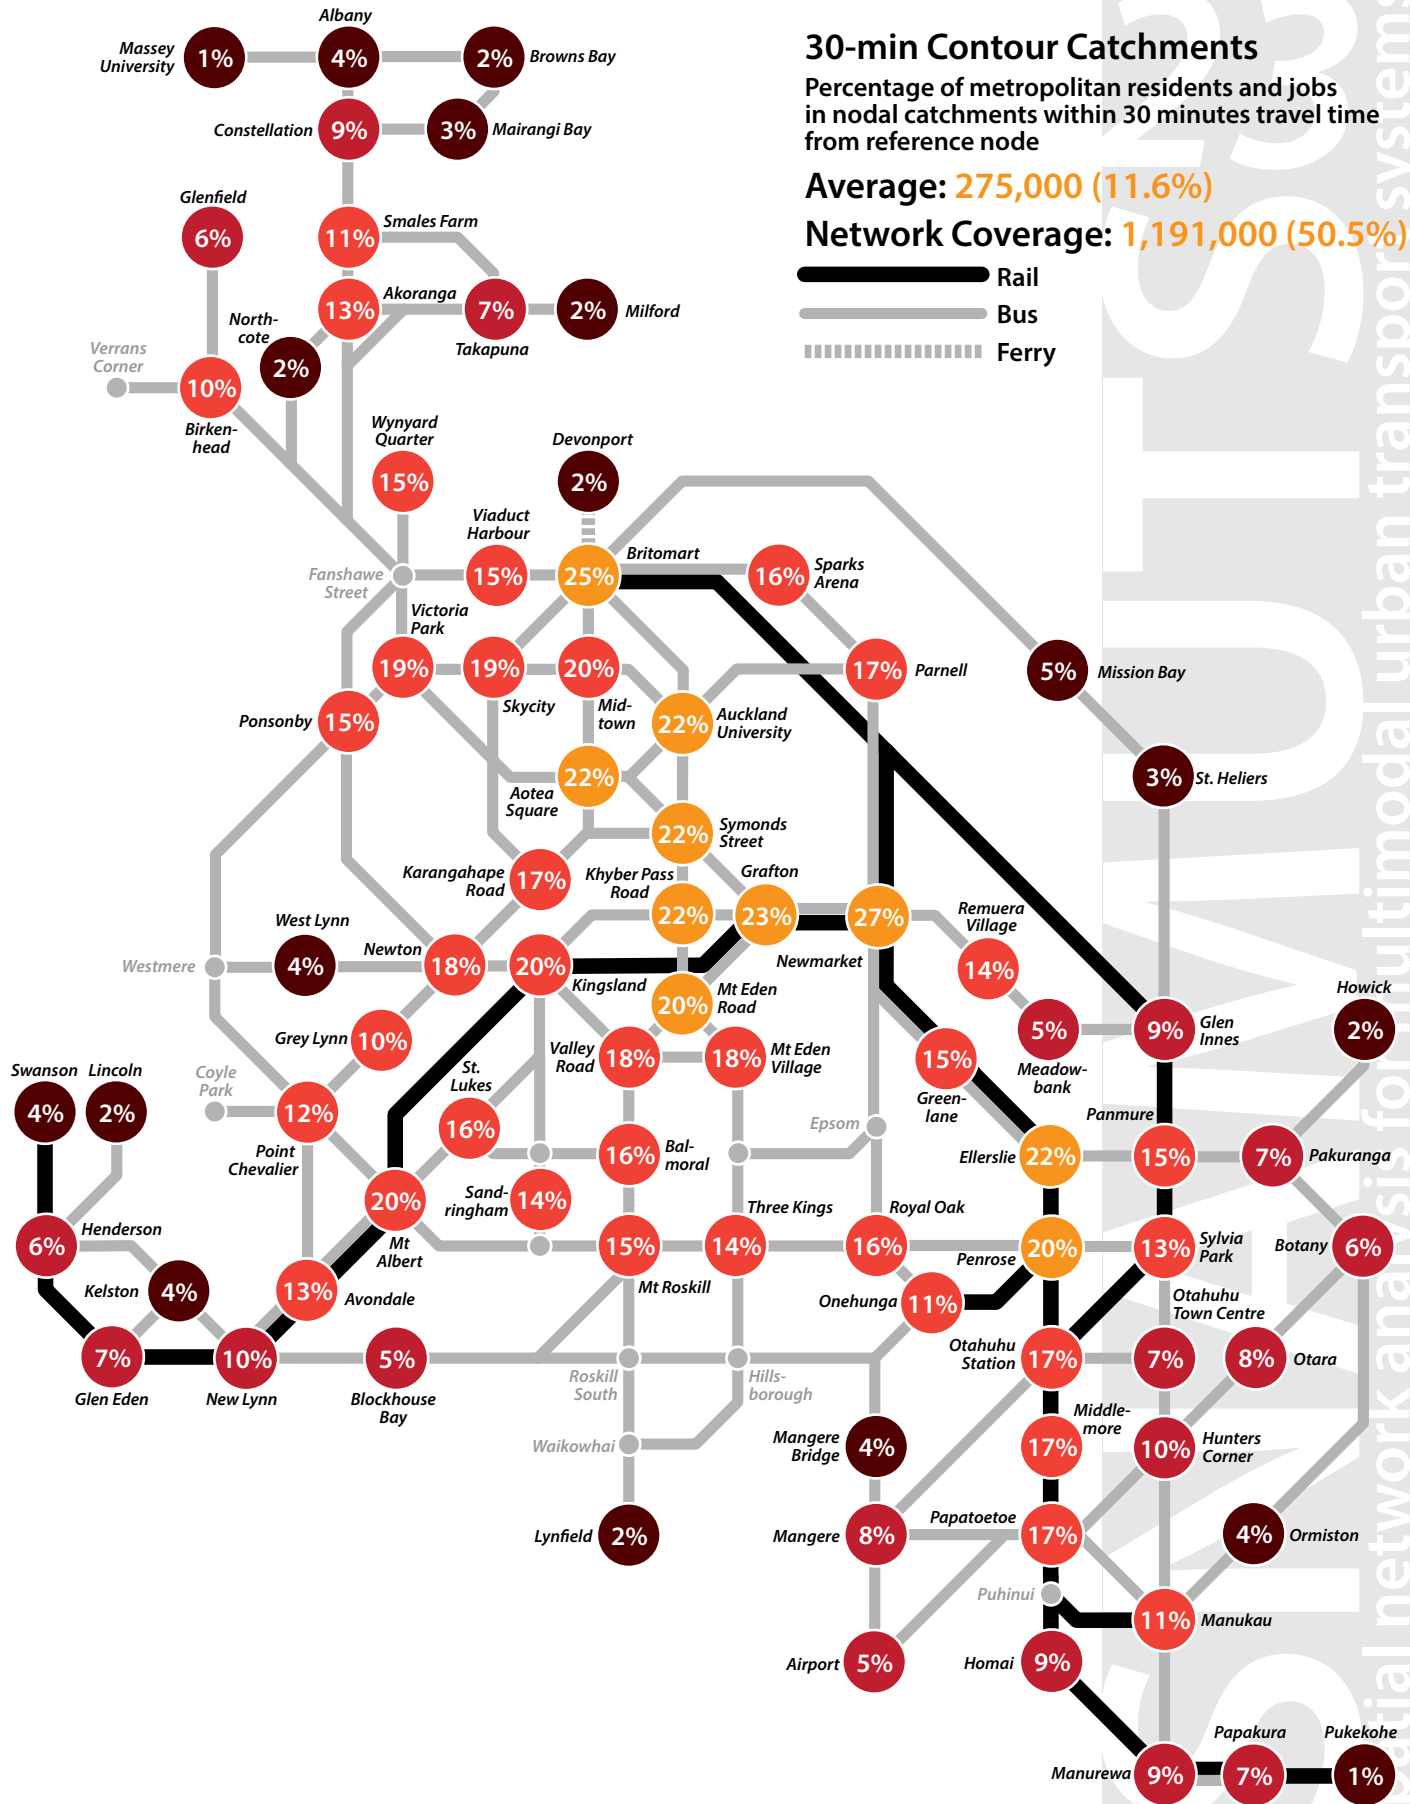 30-min Contour Catchments
Percentage of metropolitan residents and jobs
in nodal catchments within 30 minutes travel time
from reference node
Average: 275,000 (11.6%)
Network Coverage: 1,191,000 (50.5%)
Rail
Bus
Ferry
Albany
Massey
University
1%
4%
2%
Browns Bay
Constellation
9%
3%
Mairangi Bay
Glenfield
6%
11%
Smales Farm
13%
Akoranga
7%
Takapuna
2%
Milford
North-
cote
2%
Verrans
Corner
10%
Birken-
head
Wynyard
Quarter
15%
Devonport
2%
Viaduct
Harbour
Fanshawe
Street
15%
25%
Britomart
16%
Sparks
Arena
Victoria
Park
19%
19%
Skycity
20%
Mid-
town
17%
Parnell
5%
Mission Bay
Ponsonby
15%
22%
Auckland
University
22%
Aotea
Square
3%
St. Heliers
22%
Symonds
Street
Karangahape
Road
17%
Khyber Pass
Road
22%
Grafton
23%
27%
Newmarket
Remuera
Village
14%
West Lynn
4%
Westmere
Newton
18%
20%
Kingsland
20%
Mt Eden
Road
Howick
2%
Grey Lynn
10%
Valley
Road
18%
18%
Mt Eden
Village
15%
Green-
lane
5%
Meadow-
bank
9%
Glen
Innes
Swanson
4%
Lincoln
2%
Coyle
Park
12%
Point
Chevalier
St.
Lukes
16%
16%
Bal-
moral
Epsom
Ellerslie
22%
Panmure
15%
7%
Pakuranga
20%
Mt
Albert
Sand-
ringham
14%
Henderson
6%
Kelston
4%
13%
Avondale
15%
Mt Roskill
Three Kings
14%
Royal Oak
16%
Penrose
20%
13%
Sylvia
Park
Botany
6%
Onehunga
11%
Otahuhu
Town Centre
7%
Glen Eden
10%
New Lynn
5%
Blockhouse
Bay
Roskill
South
Hills-
borough
Otahuhu
Station
17%
7%
8%
Otara
Waikowhai
Mangere
Bridge
4%
Middle-
more
17%
10%
Hunters
Corner
Lynfield
2%
Mangere
8%
Papatoetoe
17%
4%
Ormiston
Puhinui
11%
Manukau
Airport
5%
Homai
9%
Manurewa
9%
Papakura
7%
Pukekohe
1%
SNAMUTS 23
spatial network analysis for multimodal urban transport systems